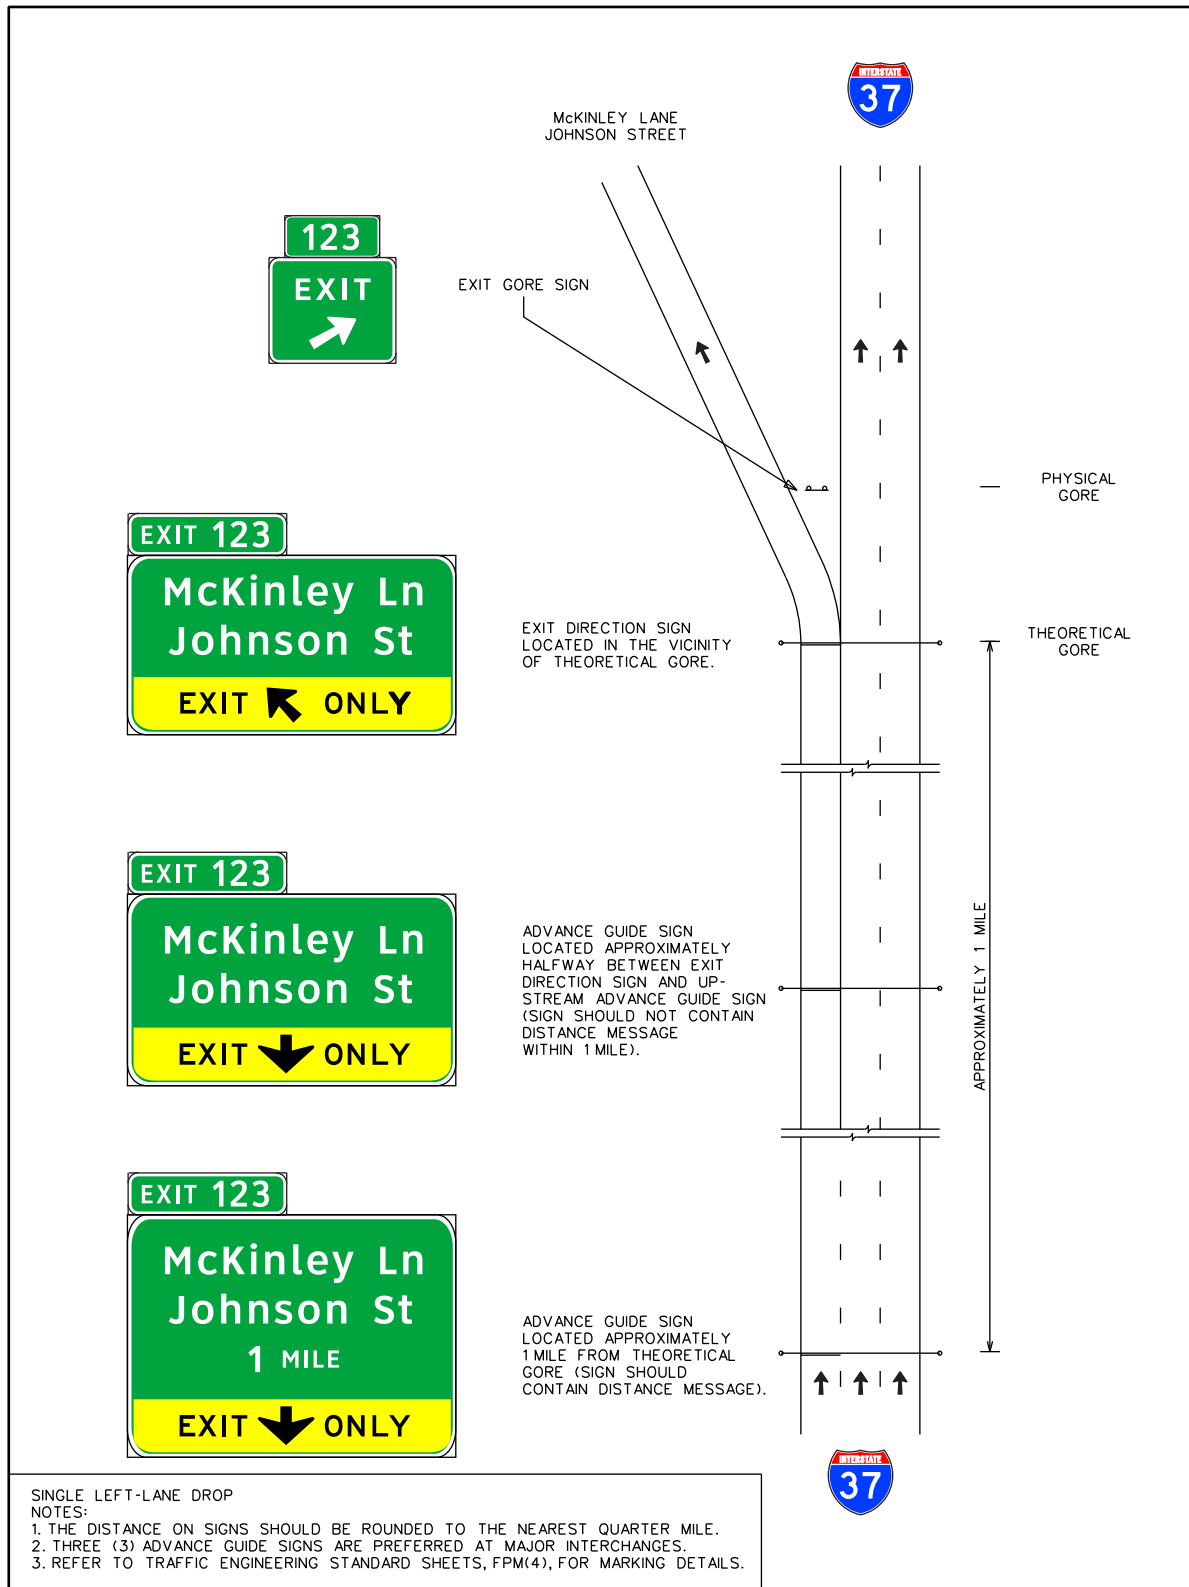 INTERSTATE
37
McKINLEY LANE
JOHNSON STREET
123
EXIT
EXIT GORE SIGN
PHYSICAL
GORE
EXIT 123
McKinley Ln
Johnson St
EXIT ONLY
EXIT DIRECTION SIGN
LOCATED IN THE VICINITY
OF THEORETICAL GORE.
THEORETICAL
GORE
EXIT 123
McKinley Ln
Johnson St
EXIT ONLY
ADVANCE GUIDE SIGN
LOCATED APPROXIMATELY
HALFWAY BETWEEN EXIT
DIRECTION SIGN AND UP-
STREAM ADVANCE GUIDE SIGN
(SIGN SHOULD NOT CONTAIN
DISTANCE MESSAGE
WITHIN 1 MILE).
APPROXIMATELY 1 MILE
EXIT 123
McKinley Ln
Johnson St
1 MILE
EXIT ONLY
ADVANCE GUIDE SIGN
LOCATED APPROXIMATELY
1 MILE FROM THEORETICAL
GORE (SIGN SHOULD
CONTAIN DISTANCE MESSAGE).
INTERSTATE
37
SINGLE LEFT-LANE DROP
NOTES:
1. THE DISTANCE ON SIGNS SHOULD BE ROUNDED TO THE NEAREST QUARTER MILE.
2. THREE (3) ADVANCE GUIDE SIGNS ARE PREFERRED AT MAJOR INTERCHANGES.
3. REFER TO TRAFFIC ENGINEERING STANDARD SHEETS, FPM(4), FOR MARKING DETAILS.